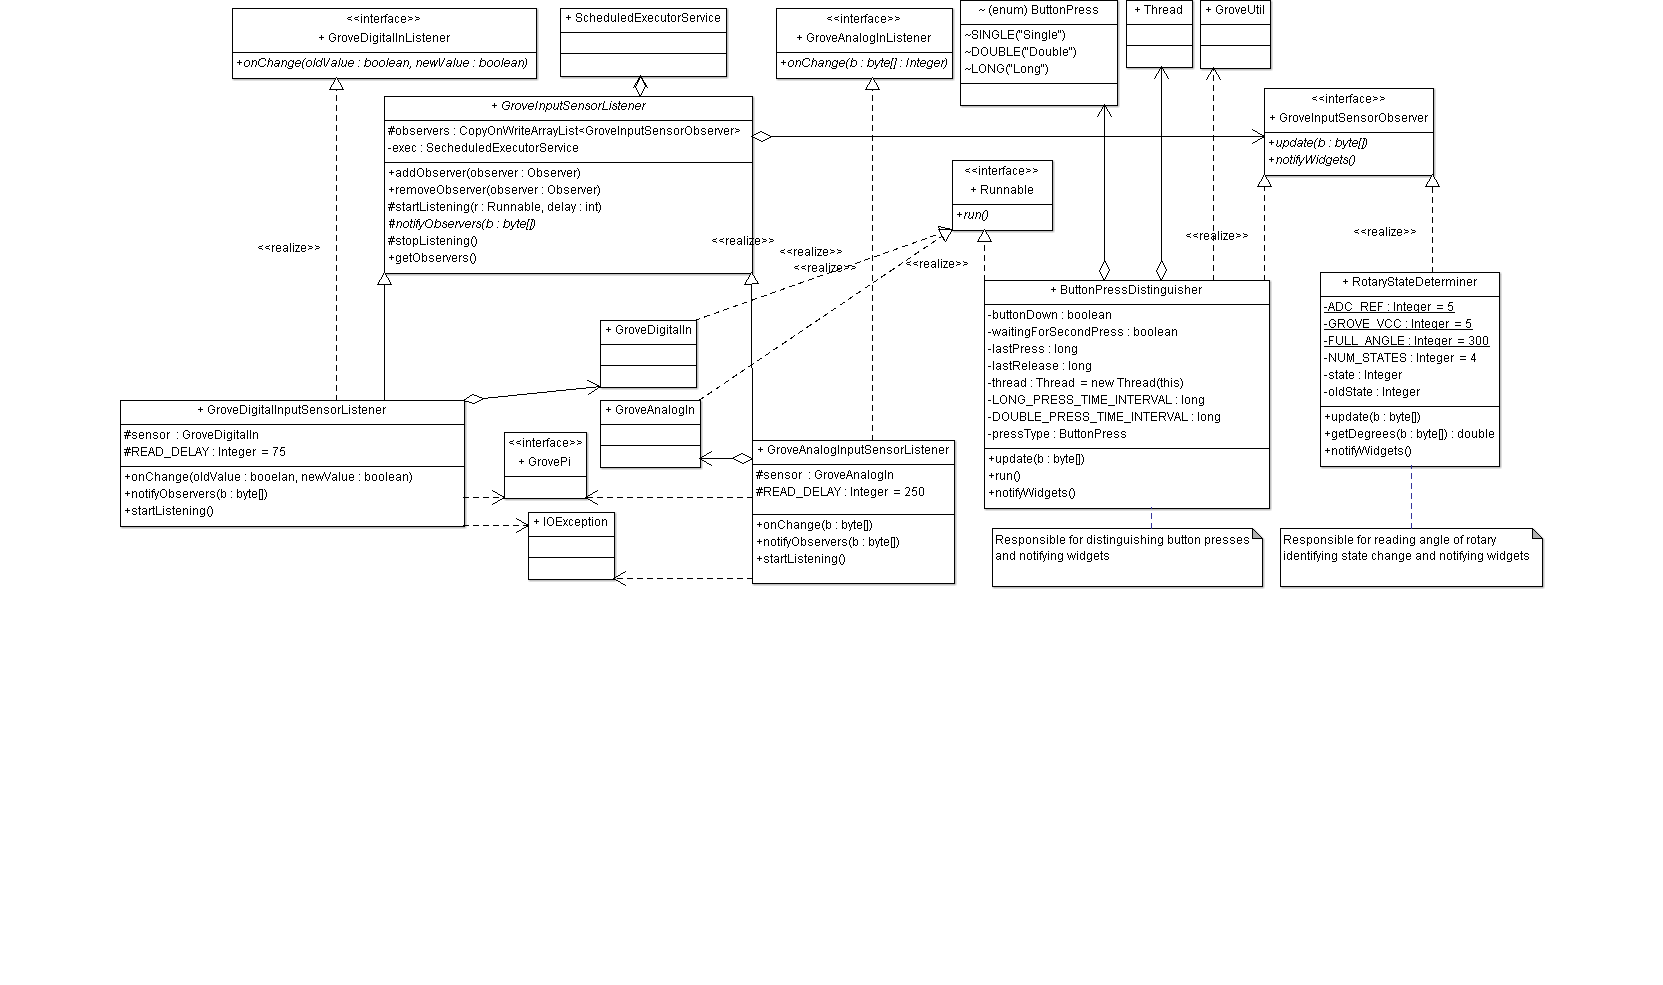 <<interface>>
+ GroveDigitalInListener
+onChange(oldValue : boolean, newValue : boolean)
+ ScheduledExecutorService
<<interface>>
+ GroveAnalogInListener
+onChange(b : byte[] : Integer)
~ (enum) ButtonPress
~SINGLE("Single")
~DOUBLE("Double")
~LONG("Long")
+ Thread
+ GroveUtil
<<interface>>
+ GroveInputSensorObserver
+update(b : byte[])
+notifyWidgets()
+ GroveInputSensorListener
#observers : CopyOnWriteArrayList<GroveInputSensorObserver>
-exec : SecheduledExecutorService
+addObserver(observer : Observer)
+removeObserver(observer : Observer)
#startListening(r : Runnable, delay : int)
#notifyObservers(b : byte[])
#stopListening()
+getObservers()
<<interface>>
+ Runnable
+run()
<<realize>>
<<realize>>
<<realize>>
<<realize>>
<<realize>>
<<realize>>
<<realize>>
+ GroveDigitalIn
+ GroveAnalogIn
+ ButtonPressDistinguisher
-buttonDown : boolean
-waitingForSecondPress : boolean
-lastPress : long
-lastRelease : long
-thread : Thread = new Thread(this)
-LONG_PRESS_TIME_INTERVAL : long
-DOUBLE_PRESS_TIME_INTERVAL : long
-pressType : ButtonPress
+update(b : byte[])
+run()
+notifyWidgets()
+ RotaryStateDeterminer
-ADC_REF : Integer = 5
-GROVE_VCC : Integer = 5
-FULL_ANGLE : Integer = 300
-NUM_STATES : Integer = 4
-state : Integer
-oldState : Integer
+update(b : byte[])
+getDegrees(b : byte[]) : double
+notifyWidgets()
+ GroveDigitalInputSensorListener
#sensor : GroveDigitalIn
#READ_DELAY : Integer = 75
+onChange(oldValue : booelan, newValue : boolean)
+notifyObservers(b : byte[])
+startListening()
<<interface>>
+ GrovePi
+ IOException
+ GroveAnalogInputSensorListener
#sensor : GroveAnalogIn
#READ_DELAY : Integer = 250
+onChange(b : byte[])
+notifyObservers(b : byte[])
+startListening()
Responsible for distinguishing button presses
and notifying widgets
Responsible for reading angle of rotary
identifying state change and notifying widgets